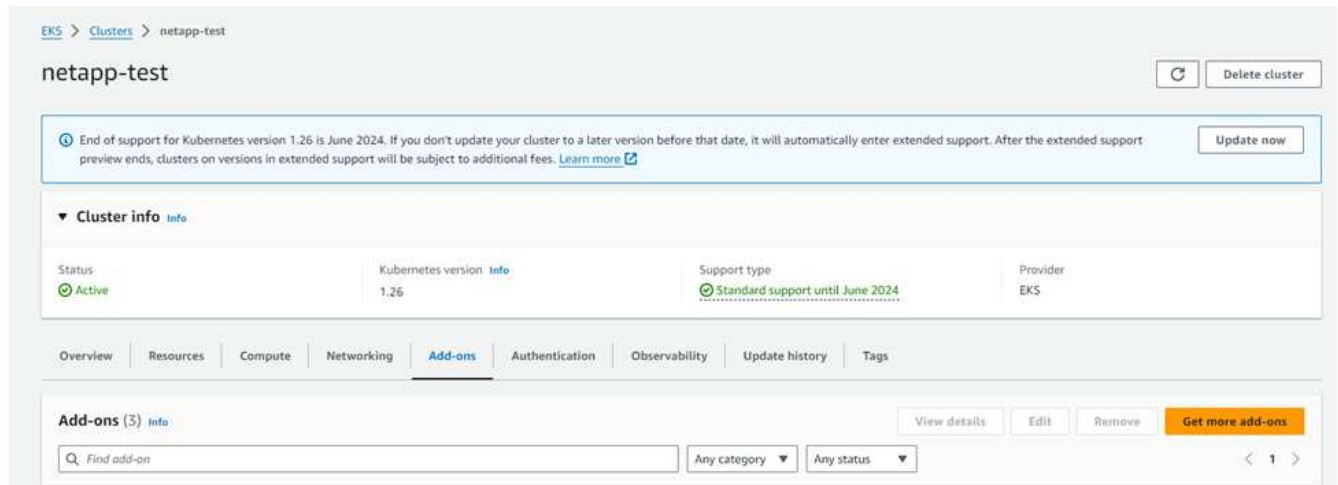 EKS > Clusters > netapp-test
netapp-test
Delete cluster
End of support for Kubernetes version 1.26 is June 2024. If you don't update your cluster to a later version before that date, it will automatically enter extended support. After the extended support
preview ends, clusters on versions in extended support will be subject to additional fees. Learn more
Update now
Cluster info Info
Status
Active
Kubernetes version Info
1.26
Support type
Standard support until June 2024
Provider
EKS
Overview Resources Compute Networking Add-ons Authentication Observability Update history Tags
Add-ons (3) Info
View details Edit Remove Get more add-ons
Find add-on
Any category Any status
< 1 >